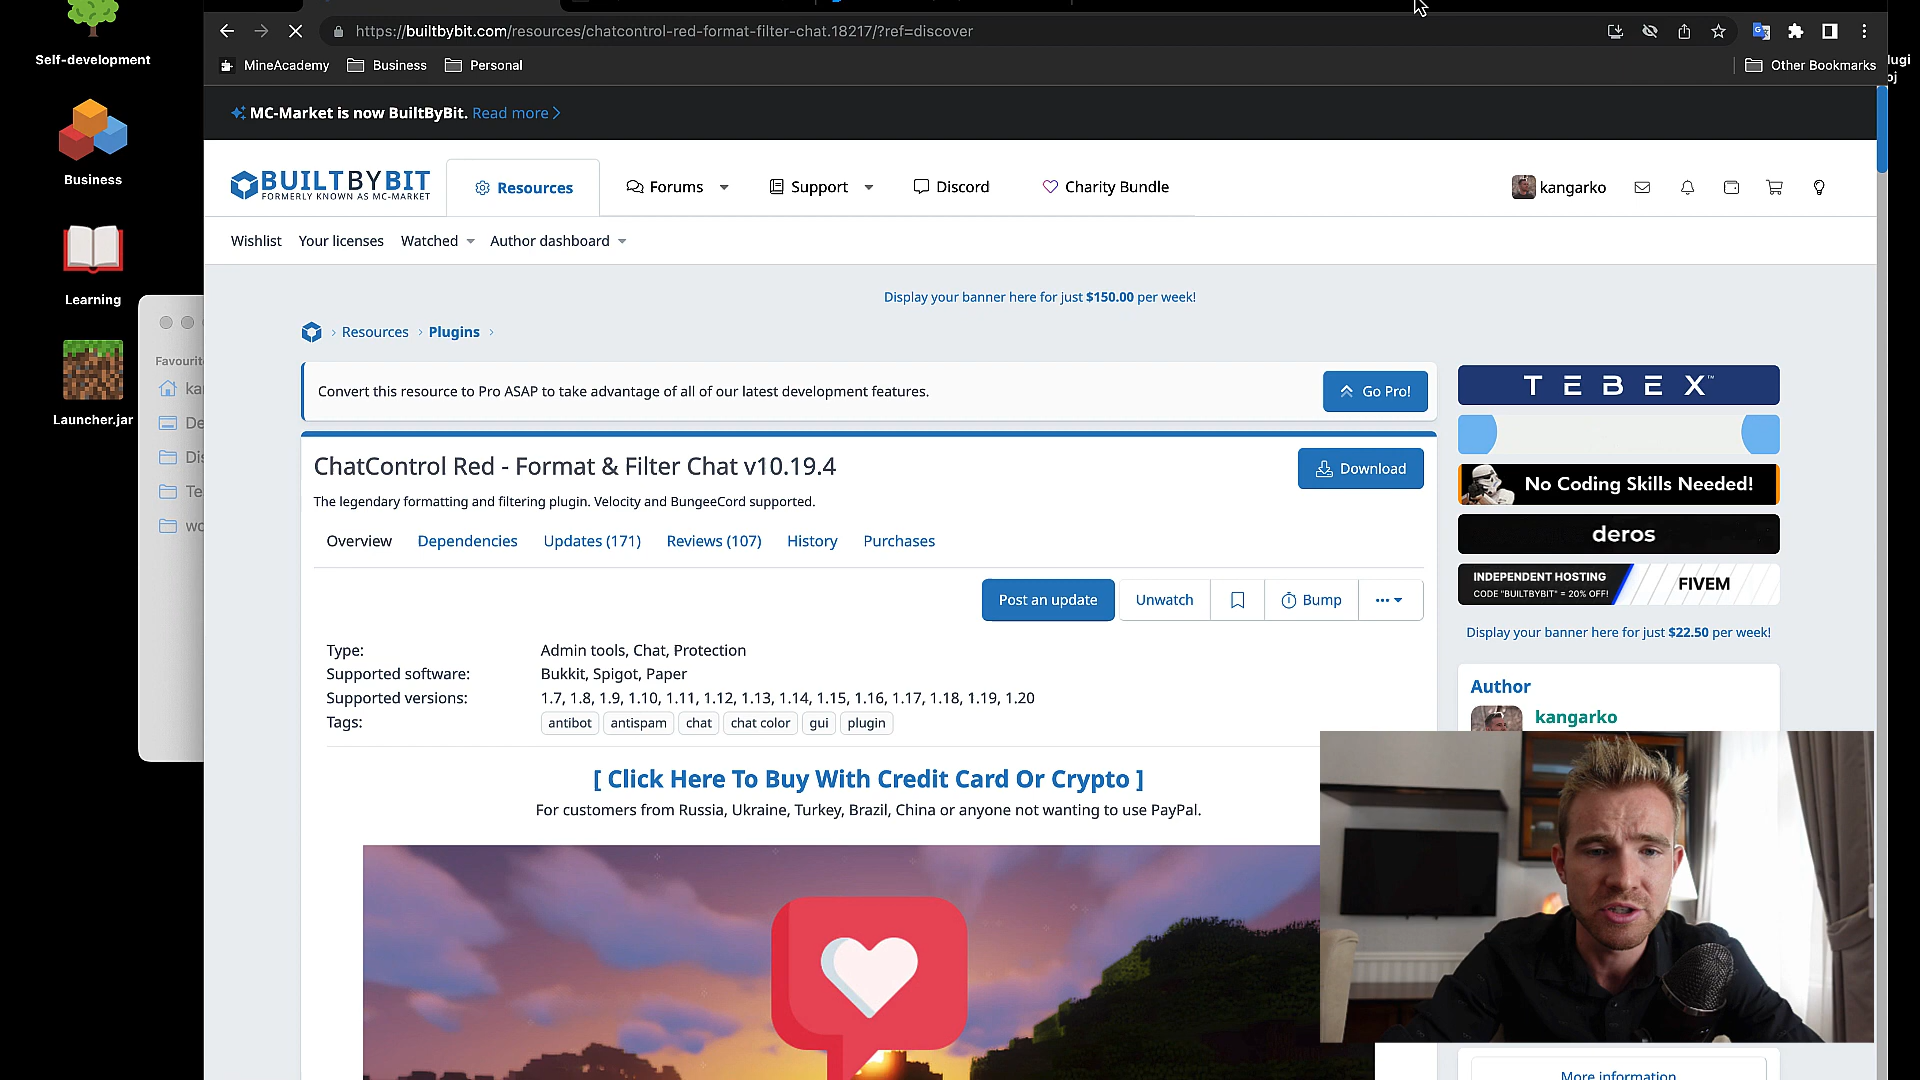 Self-development
https://builtbybit.com/resources/chatcontrol-red-format-filter-chat.18217/?ref=discover
MineAcademy Business Personal Other Bookmarks
MC-Market is now BuiltByBit. Read more
BUILTBYBIT
FORMERLY KNOWN AS MC-MARKET
Resources Forums Support Discord Charity Bundle kangarko
Business
Wishlist Your licenses Watched Author dashboard
Display your banner here for just $150.00 per week!
Learning
Resources Plugins
Favourit
ka
De
Dis
Te
wo
Launcher.jar
Convert this resource to Pro ASAP to take advantage of all of our latest development features. Go Pro!
TEBEX™
ChatControl Red - Format & Filter Chat v10.19.4 Download
The legendary formatting and filtering plugin. Velocity and BungeeCord supported.
No Coding Skills Needed!
deros
Overview Dependencies Updates (171) Reviews (107) History Purchases
INDEPENDENT HOSTING
CODE "BUILTBYBIT" = 20% OFF!
FIVEM
Post an update Unwatch Bump
Display your banner here for just $22.50 per week!
Type: Admin tools, Chat, Protection
Supported software: Bukkit, Spigot, Paper
Supported versions: 1.7, 1.8, 1.9, 1.10, 1.11, 1.12, 1.13, 1.14, 1.15, 1.16, 1.17, 1.18, 1.19, 1.20
Tags: antibot antispam chat chat color gui plugin
Author
kangarko
[ Click Here To Buy With Credit Card Or Crypto ]
For customers from Russia, Ukraine, Turkey, Brazil, China or anyone not wanting to use PayPal.
More information